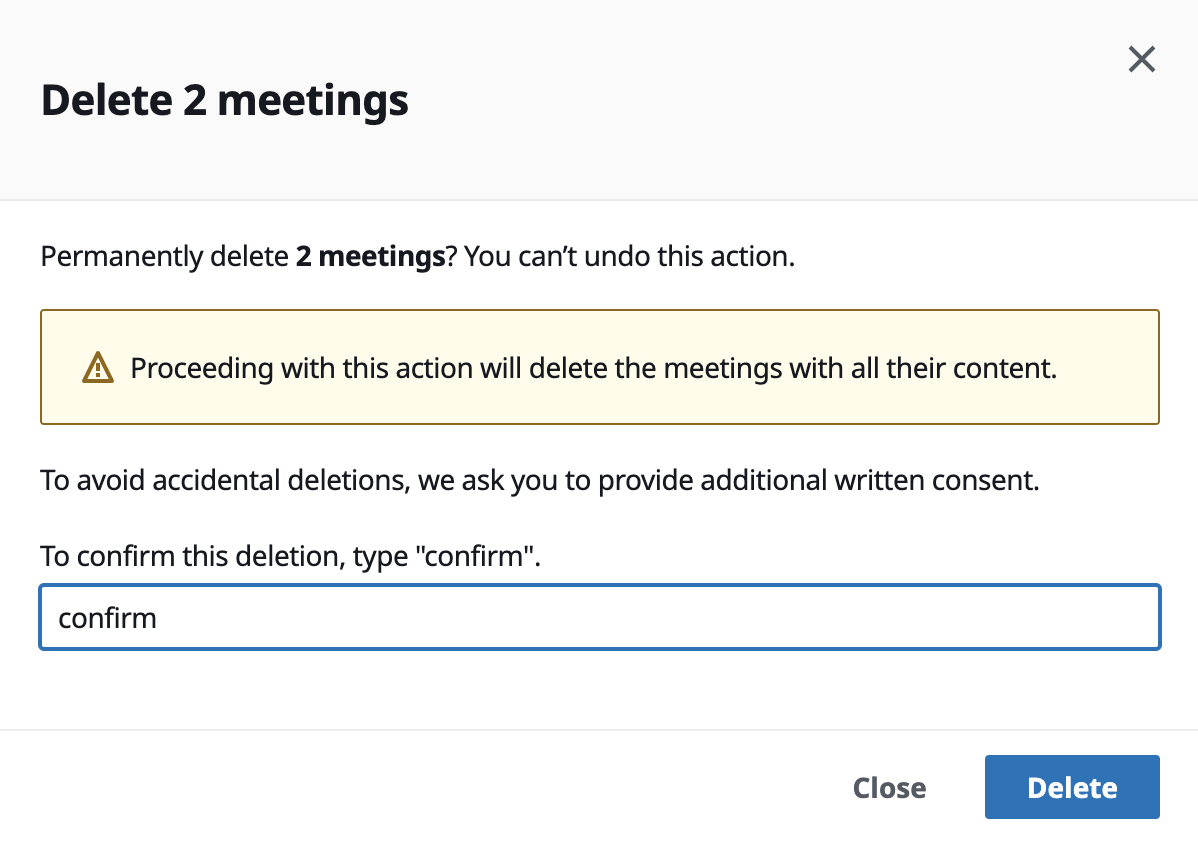 Delete 2 meetings
Permanently delete 2 meetings? You can’t undo this action.
Proceeding with this action will delete the meetings with all their content.
To avoid accidental deletions, we ask you to provide additional written consent.
To confirm this deletion, type "confirm".
confirm
Close
Delete